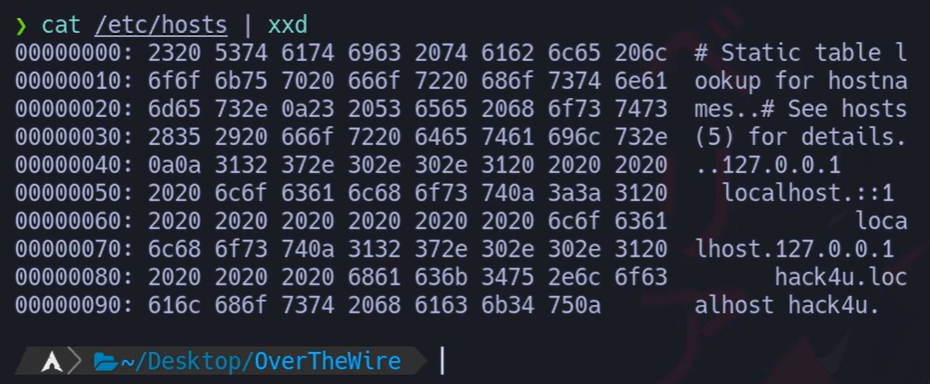 ❯ cat /etc/hosts | xxd
00000000: 2320 5374 6174 6963 2074 6162 6c65 206c  # Static table l
00000010: 6f6f 6b75 7020 666f 7220 686f 7374 6e61  ookup for hostna
00000020: 6d65 732e 0a23 2053 6565 2068 6f73 7473  mes..# See hosts
00000030: 2835 2920 666f 7220 6465 7461 696c 732e  (5) for details.
00000040: 0a0a 3132 372e 302e 302e 3120 2020 2020  ..127.0.0.1
00000050: 2020 6c6f 6361 6c68 6f73 740a 3a3a 3120    localhost.::1
00000060: 2020 2020 2020 2020 2020 2020 6c6f 6361              loca
00000070: 6c68 6f73 740a 3132 372e 302e 302e 3120  lhost.127.0.0.1
00000080: 2020 2020 2020 6861 636b 3475 2e6c 6f63        hack4u.loc
00000090: 616c 686f 7374 2068 6163 6b34 750a       alhost hack4u.
~/Desktop/OverTheWire